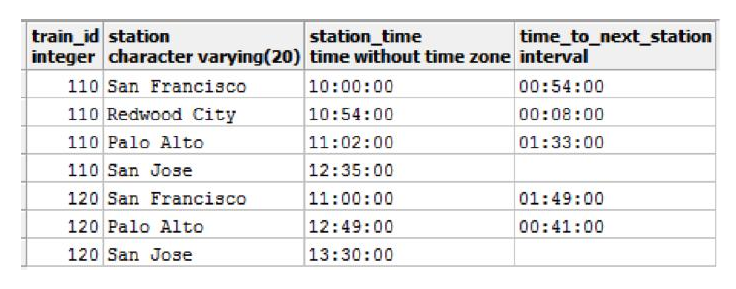 train_id station station_time time_to_next_station
integer character varying(20) time without time zone interval
110 San Francisco 10:00:00 00:54:00
110 Redwood City 10:54:00 00:08:00
110 Palo Alto 11:02:00 01:33:00
110 San Jose 12:35:00
120 San Francisco 11:00:00 01:49:00
120 Palo Alto 12:49:00 00:41:00
120 San Jose 13:30:00